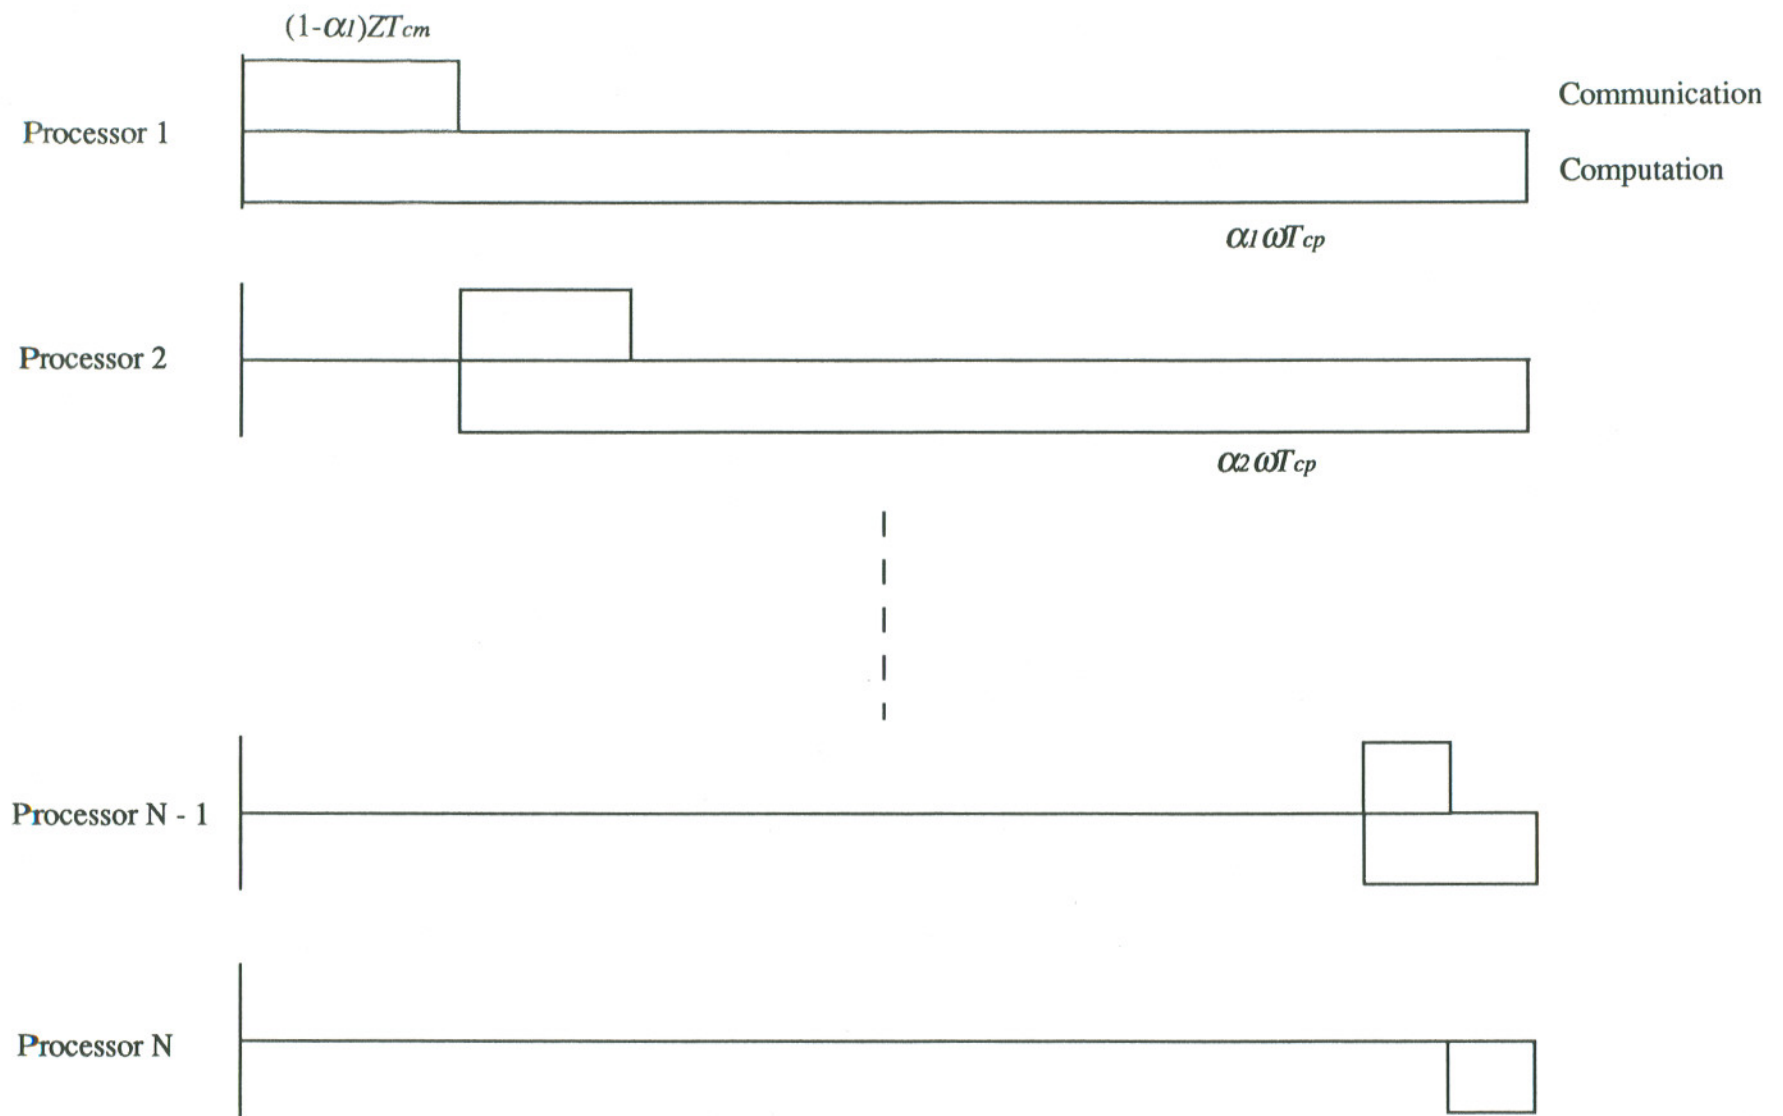 (1-α1)ZTcm
Communication
Processor 1
Computation
α1ωTcp
Processor 2
α2ωTcp
Processor N - 1
Processor N